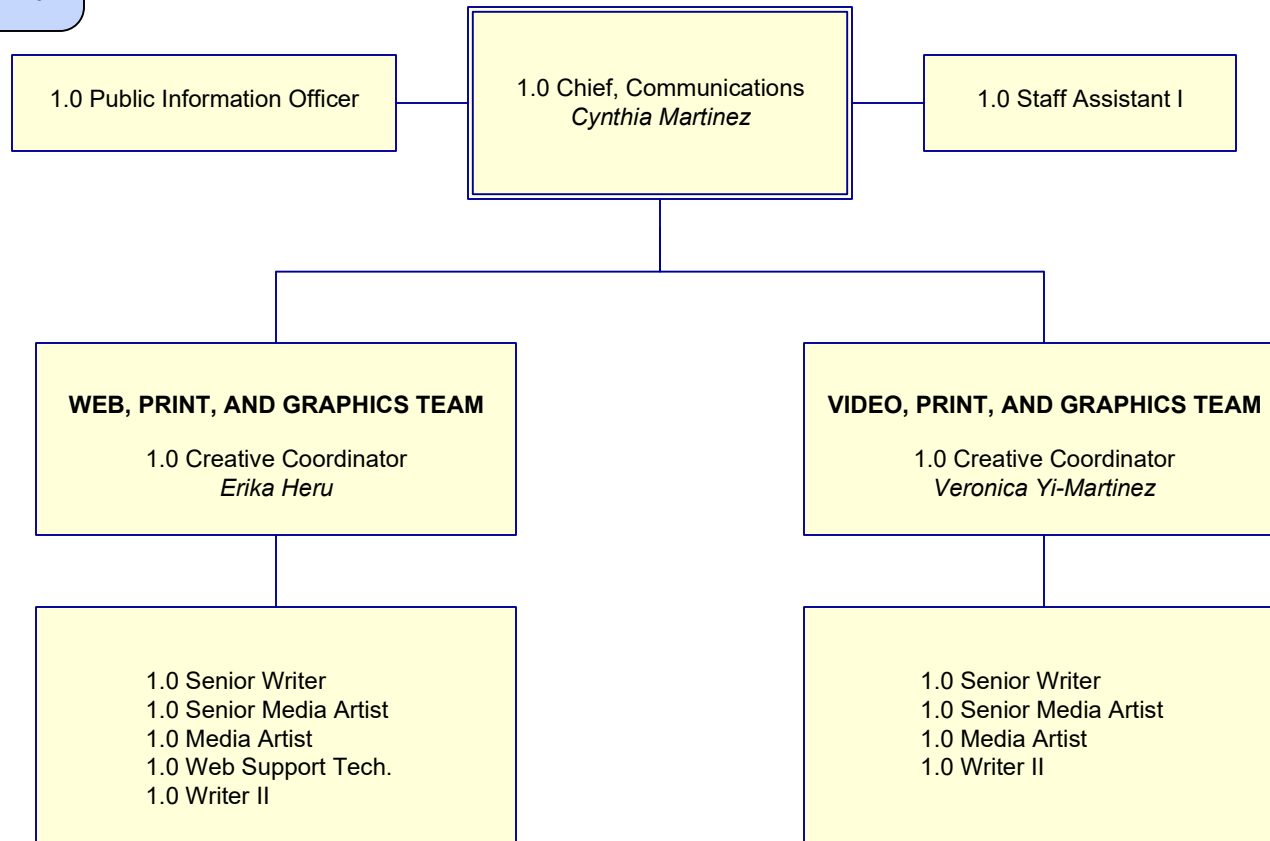 1.0 Public Information Officer
1.0 Chief, Communications
Cynthia Martinez
1.0 Staff Assistant I
WEB, PRINT, AND GRAPHICS TEAM
1.0 Creative Coordinator
Erika Heru
VIDEO, PRINT, AND GRAPHICS TEAM
1.0 Creative Coordinator
Veronica Yi-Martinez
1.0 Senior Writer
1.0 Senior Media Artist
1.0 Media Artist
1.0 Web Support Tech.
1.0 Writer II
1.0 Senior Writer
1.0 Senior Media Artist
1.0 Media Artist
1.0 Writer II